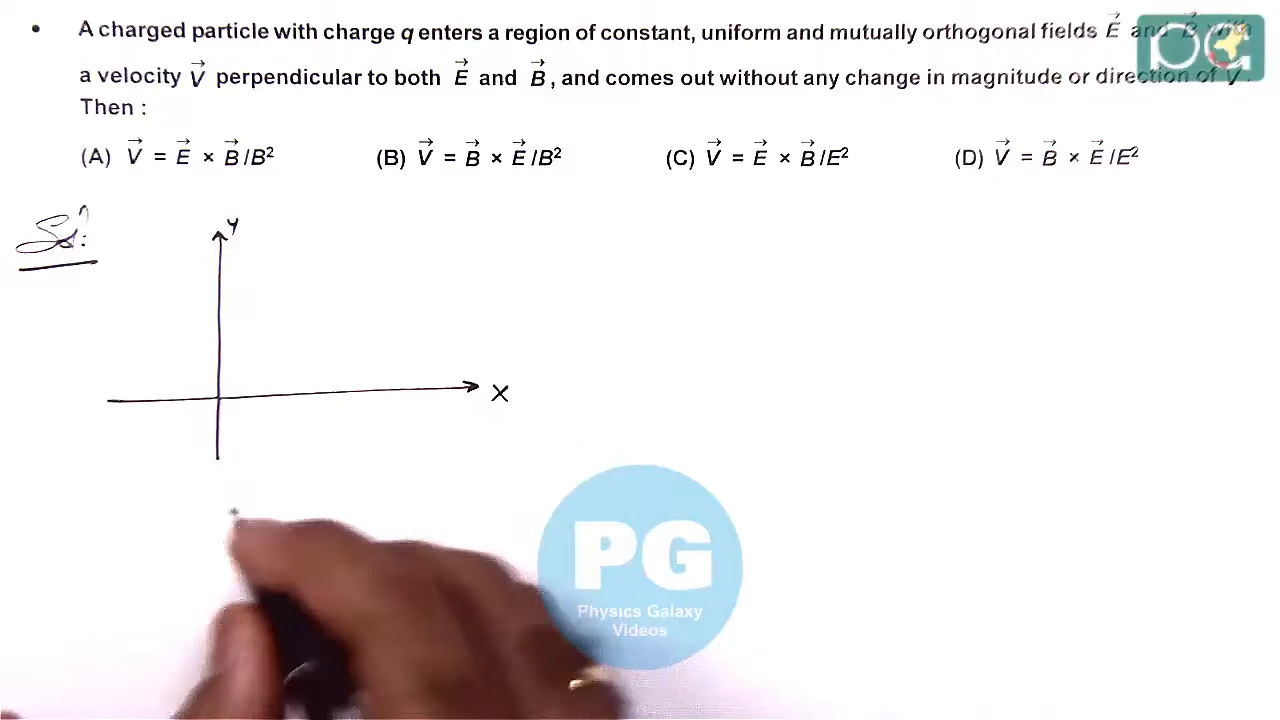 • A charged particle with charge q enters a region of constant, uniform and mutually orthogonal fields E⃗ and B⃗ with
a velocity V⃗ perpendicular to both E⃗ and B⃗, and comes out without any change in magnitude or direction of V⃗.
Then :
(A) V⃗ = E⃗ × B⃗/B² (B) V⃗ = B⃗ × E⃗/B² (C) V⃗ = E⃗ × B⃗/E² (D) V⃗ = B⃗ × E⃗/E²
pG
Sol:
Y
X
PG
Physics Galaxy
Videos